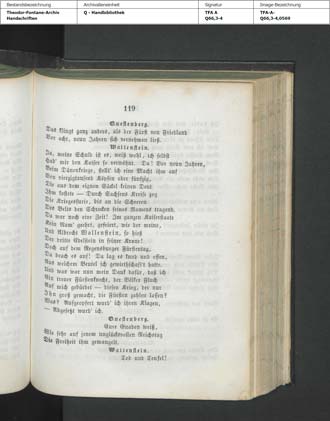 Bestandsbezeichnung Archivalieneinheit Signatur Image-Bezeichnung
Theodor-Fontane-Archiv Q - Handbibliothek TFA A TFA-A-
Handschriften Q66,3-4 Q66,3-4,0569
119
Questenberg.
Das klingt ganz anders, als der Fürst von Friedland
Vor acht, neun Jahren sich vernehmen ließ.
Wallenstein.
Ja, meine Schuld ist es, weiß wohl, ich selbst
Hab' mir den Kaiser so verwöhnt. Da! Vor neun Jahren,
Beim Dänenkriege, stellt' ich eine Macht ihm auf
Von vierzigtausend Köpfen oder fünfzig,
Die aus dem eignen Säckel keinen Deut
Ihm kostete — Durch Sachsens Kreise zog
Die Kriegesfurie, bis an die Scheeren
Des Belts den Schrecken seines Namens tragend.
Da war noch eine Zeit! Im ganzen Kaiserstaate
Kein Nam' geehrt, gefeiert, wie der meine,
Und Albrecht Wallenstein, so hieß
Der dritte Edelstein in seiner Krone!
Doch auf dem Regensburger Fürstentag,
Da brach es auf! Da lag es kund und offen,
Aus welchem Beutel ich gewirthschaftet hatte.
Und was war nun mein Dank dafür, daß ich
Ein treuer Fürstenknecht, der Völker Fluch
Auf mich gebürdet — diesen Krieg, der nur
Ihn groß gemacht, die Fürsten zahlen lassen?
Was? Aufgeopfert wurd' ich ihren Klagen,
— Abgesetzt wurd' ich.
Questenberg.
Eure Gnaden weiß,
Wie sehr auf jenem unglücksvollen Reichstag
Die Freiheit ihm gemangelt.
Wallenstein.
Tod und Teufel!